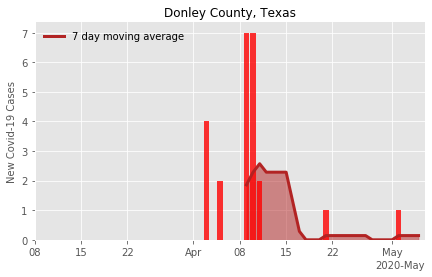 Donley County, Texas
7 day moving average
New Covid-19 Cases
7
6
5
4
3
2
1
0
08 15 22 Apr 08 15 22 May
2020-May